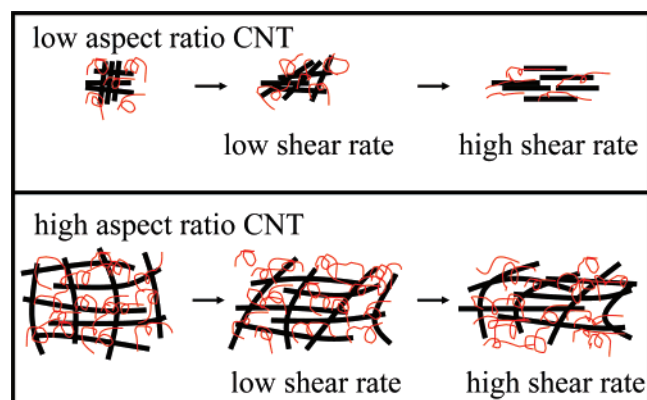 low aspect ratio CNT
low shear rate
high shear rate
high aspect ratio CNT
low shear rate
high shear rate